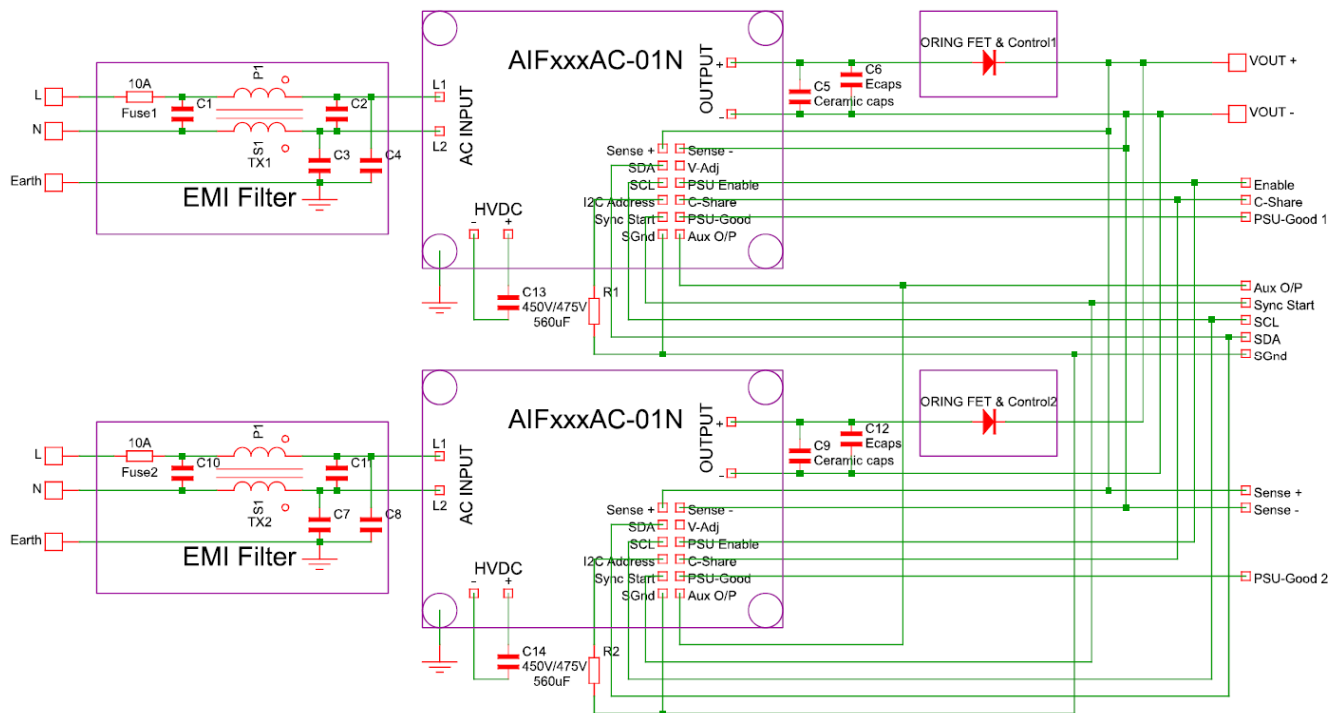 AIFxxxAC-01N
ORING FET & Control1
OUTPUT
+
-
C6
Ecaps
C5
Ceramic caps
VOUT +
VOUT -
L
10A
Fuse1
C1
P1
S1
TX1
C2
L1
N
L2
AC INPUT
C3
C4
Earth
EMI Filter
Sense +
Sense -
SDA
V-Adj
SCL
PSU Enable
I2C Address
C-Share
Sync Start
PSU-Good
SGnd
Aux O/P
HVDC
-
+
Enable
C-Share
PSU-Good 1
C13
450V/475V
560uF
R1
Aux O/P
Sync Start
SCL
SDA
SGnd
AIFxxxAC-01N
ORING FET & Control2
OUTPUT
+
-
C12
Ecaps
C9
Ceramic caps
L
10A
Fuse2
C10
P1
S1
TX2
C11
L1
N
L2
AC INPUT
C7
C8
Earth
EMI Filter
Sense +
Sense -
SDA
V-Adj
SCL
PSU Enable
I2C Address
C-Share
Sync Start
PSU-Good
SGnd
Aux O/P
HVDC
-
+
Sense +
Sense -
PSU-Good 2
C14
450V/475V
560uF
R2